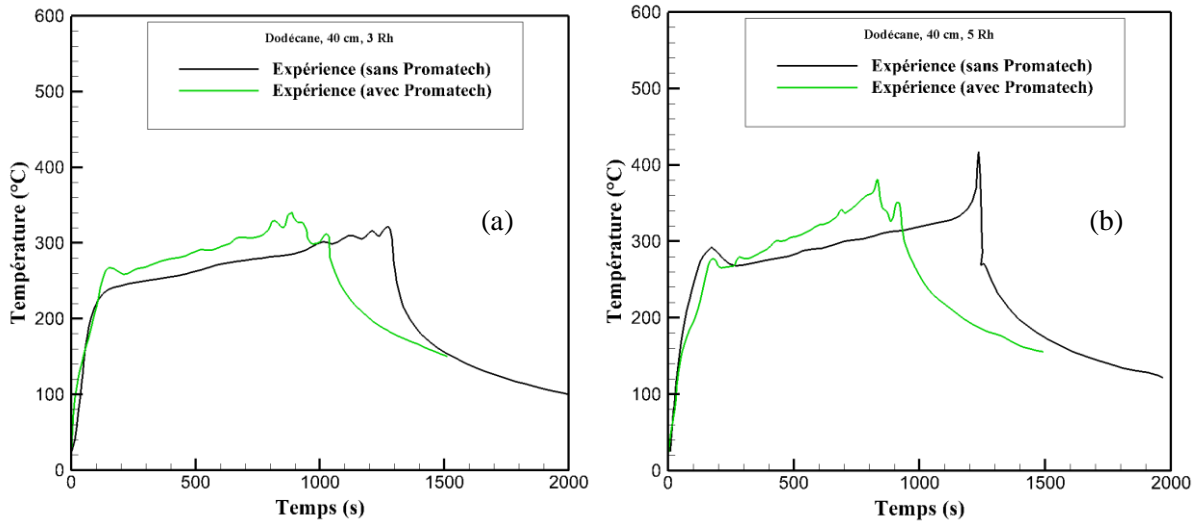 600
500
400
300
200
100
0
Température (°C)
Dodécane, 40 cm, 3 Rh
Expérience (sans Promatech)
Expérience (avec Promatech)
(a)
0 500 1000 1500 2000
Temps (s)
600
500
400
300
200
100
0
Température (°C)
Dodécane, 40 cm, 5 Rh
Expérience (sans Promatech)
Expérience (avec Promatech)
(b)
0 500 1000 1500 2000
Temps (s)